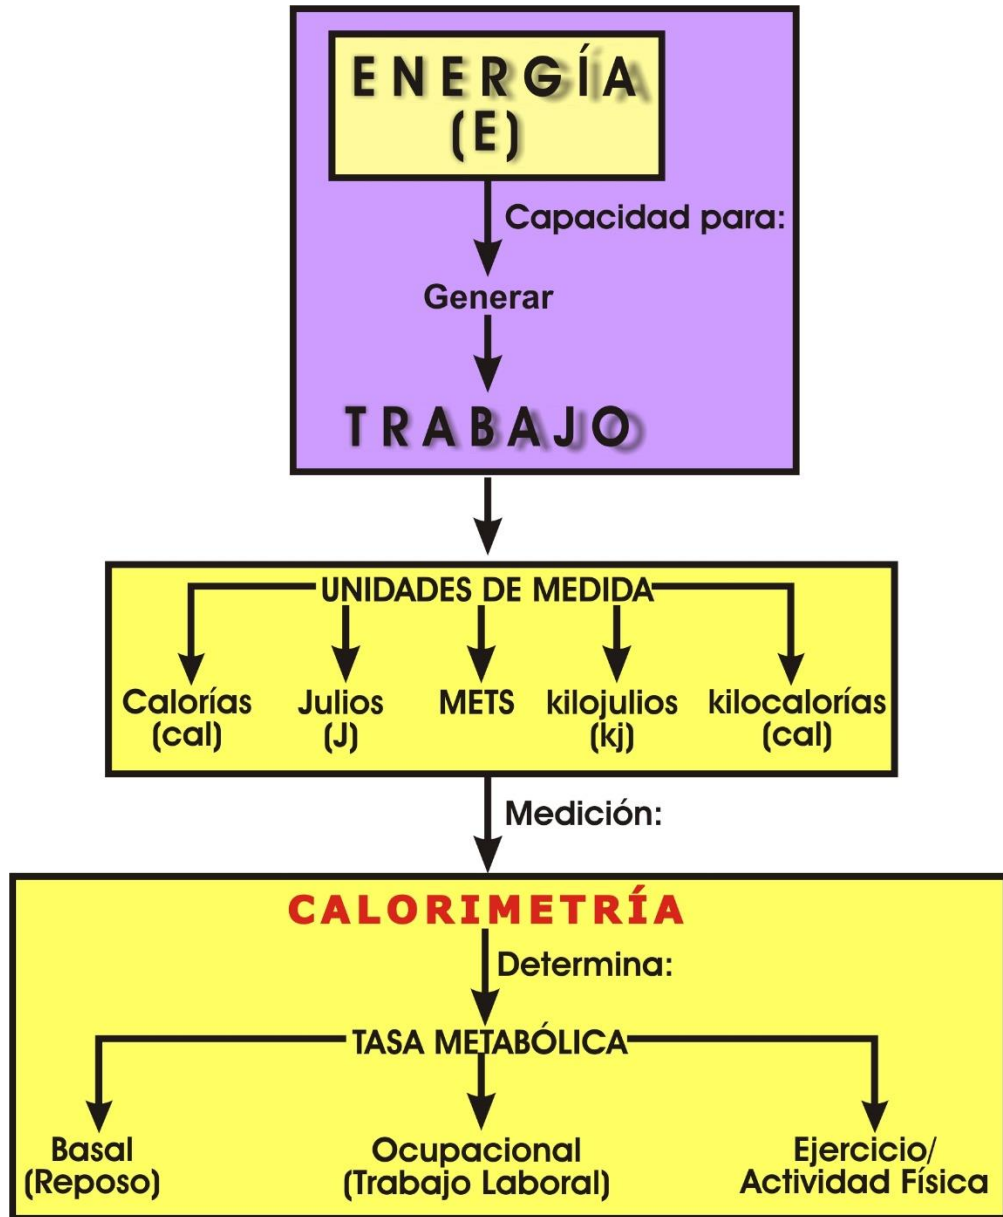 ENERGÍA
(E)
Capacidad para:
Generar
TRABAJO
UNIDADES DE MEDIDA
Calorías
(cal)
Julios
(J)
METS
kilojulios
(kj)
kilocalorías
(cal)
Medición:
CALORIMETRÍA
Determina:
TASA METABÓLICA
Basal
(Reposo)
Ocupacional
(Trabajo Laboral)
Ejercicio/
Actividad Física